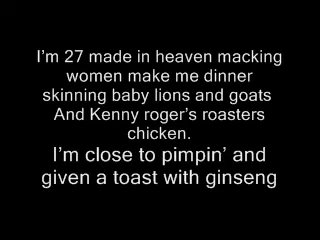 I'm 27 made in heaven macking
women make me dinner
skinning baby lions and goats
And Kenny roger's roasters
chicken.
I'm close to pimpin' and
given a toast with ginseng